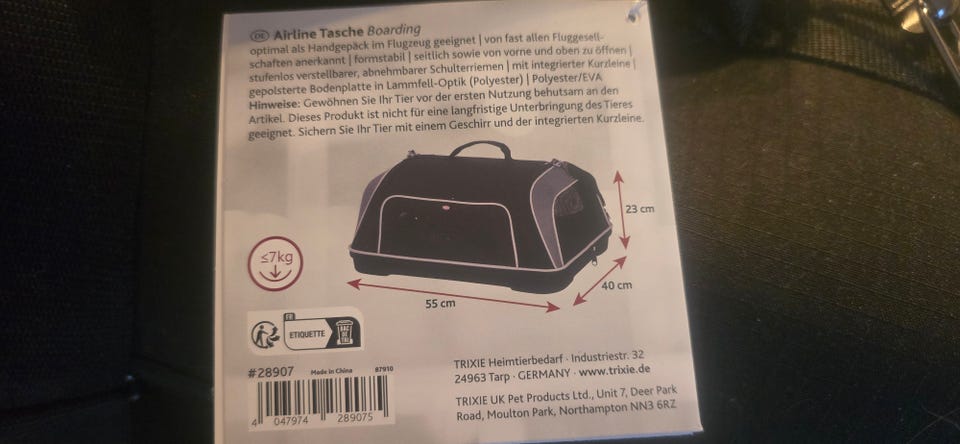 DE Airline Tasche Boarding
optimal als Handgepäck im Flugzeug geeignet | von fast allen Fluggesell-
schaften anerkannt | formstabil | seitlich sowie von vorne und oben zu öffnen |
stufenlos verstellbarer, abnehmbarer Schulterriemen | mit integrierter Kurzleine |
gepolsterte Bodenplatte in Lammfell-Optik (Polyester) | Polyester/EVA
Hinweise: Gewöhnen Sie Ihr Tier vor der ersten Nutzung behutsam an den
Artikel. Dieses Produkt ist nicht für eine langfristige Unterbringung des Tieres
geeignet. Sichern Sie Ihr Tier mit einem Geschirr und der integrierten Kurzleine.
23 cm
≤7kg
40 cm
55 cm
FR
ETIQUETTE
BAC DE TRI
#28907 Made in China 87910
4 047974 289075
TRIXIE Heimtierbedarf · Industriestr. 32
24963 Tarp · GERMANY · www.trixie.de
TRIXIE UK Pet Products Ltd., Unit 7, Deer Park
Road, Moulton Park, Northampton NN3 6RZ